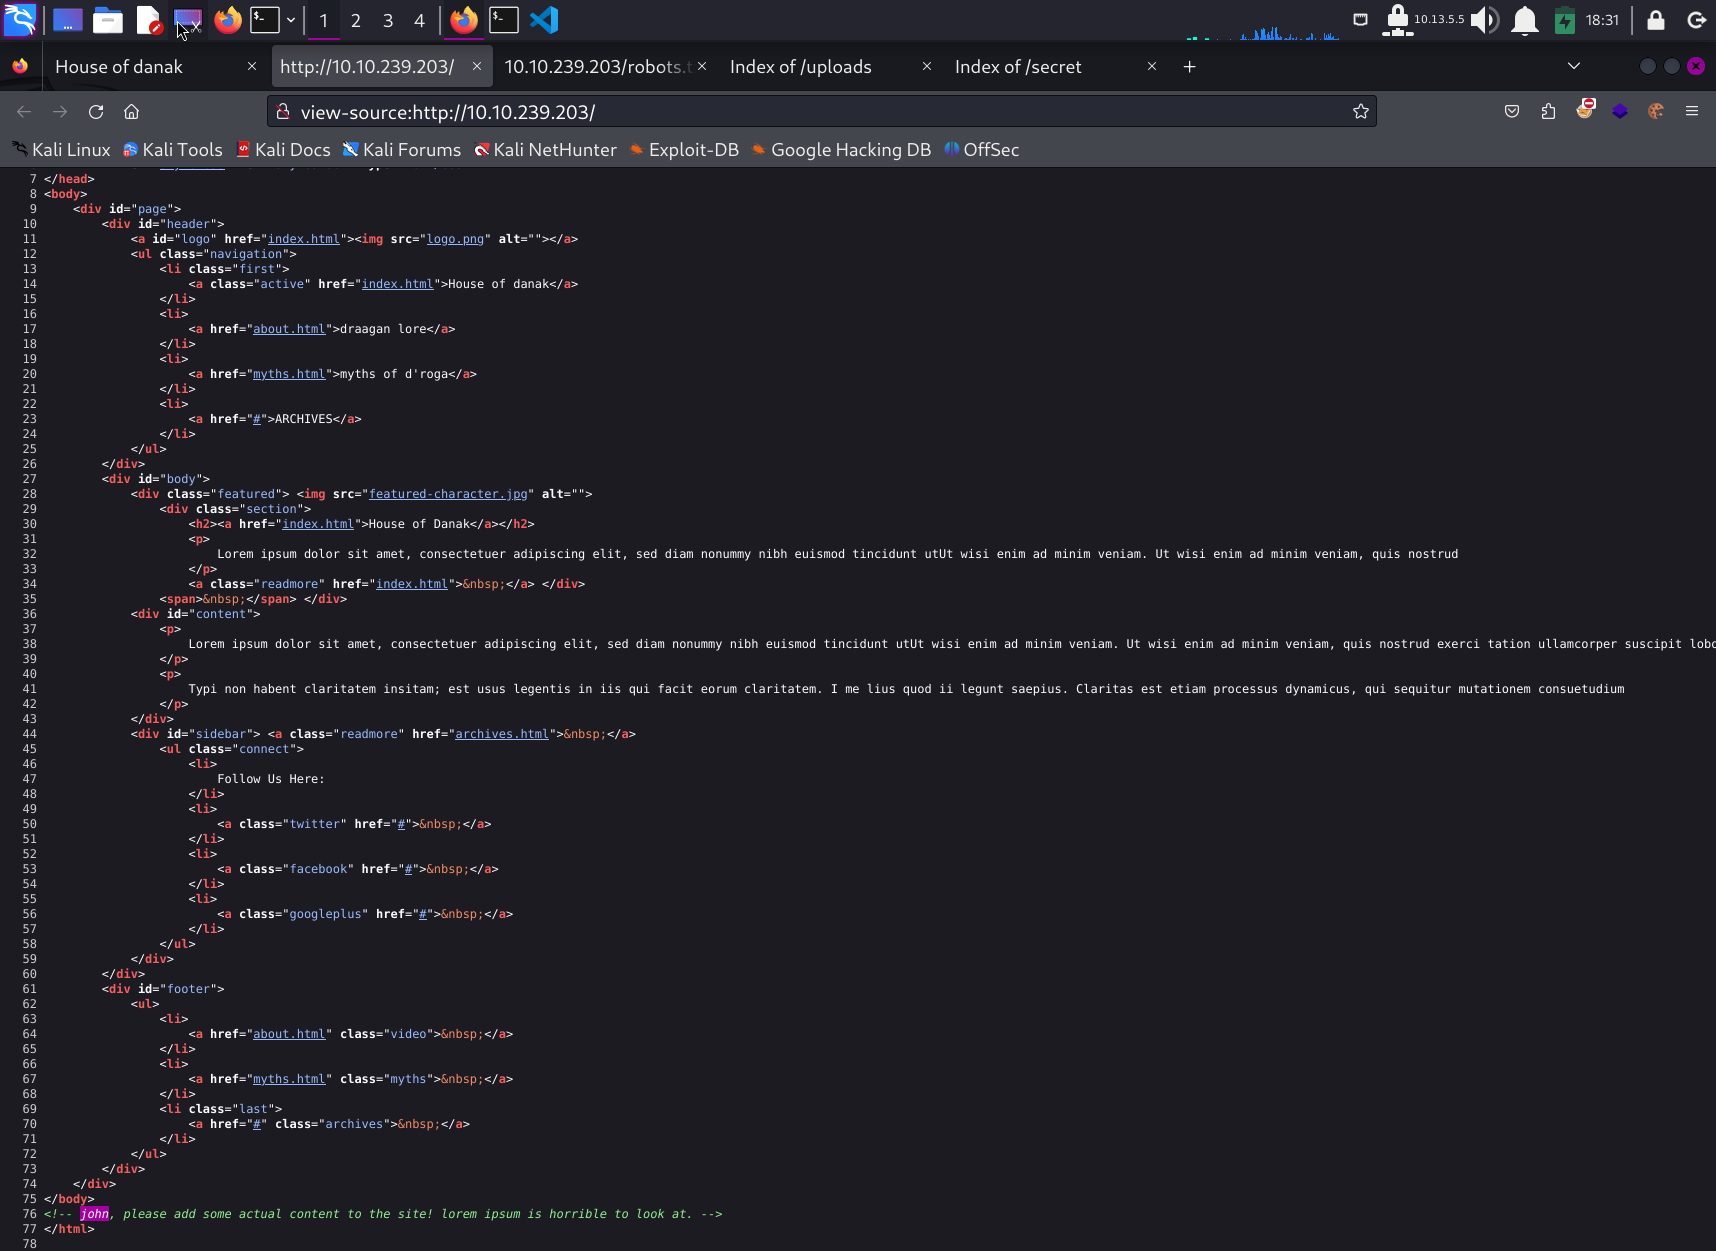 1 2 3 4 10.13.5.5 18:31
House of danak × http://10.10.239.203/ × 10.10.239.203/robots.t × Index of /uploads × Index of /secret × +
view-source:http://10.10.239.203/
Kali Linux Kali Tools Kali Docs Kali Forums Kali NetHunter Exploit-DB Google Hacking DB OffSec
7 </head>
8 <body>
9 <div id="page">
10 <div id="header">
11 <a id="logo" href="index.html"><img src="logo.png" alt=""></a>
12 <ul class="navigation">
13 <li class="first">
14 <a class="active" href="index.html">House of danak</a>
15 </li>
16 <li>
17 <a href="about.html">draagan lore</a>
18 </li>
19 <li>
20 <a href="myths.html">myths of d'roga</a>
21 </li>
22 <li>
23 <a href="#">ARCHIVES</a>
24 </li>
25 </ul>
26 </div>
27 <div id="body">
28 <div class="featured"> <img src="featured-character.jpg" alt="">
29 <div class="section">
30 <h2><a href="index.html">House of Danak</a></h2>
31 <p>
32 Lorem ipsum dolor sit amet, consectetuer adipiscing elit, sed diam nonummy nibh euismod tincidunt utUt wisi enim ad minim veniam. Ut wisi enim ad minim veniam, quis nostrud
33 </p>
34 <a class="readmore" href="index.html">&nbsp;</a> </div>
35 <span>&nbsp;</span> </div>
36 <div id="content">
37 <p>
38 Lorem ipsum dolor sit amet, consectetuer adipiscing elit, sed diam nonummy nibh euismod tincidunt utUt wisi enim ad minim veniam. Ut wisi enim ad minim veniam, quis nostrud exerci tation ullamcorper suscipit lobo
39 </p>
40 <p>
41 Typi non habent claritatem insitam; est usus legentis in iis qui facit eorum claritatem. I me lius quod ii legunt saepius. Claritas est etiam processus dynamicus, qui sequitur mutationem consuetudium
42 </p>
43 </div>
44 <div id="sidebar"> <a class="readmore" href="archives.html">&nbsp;</a>
45 <ul class="connect">
46 <li>
47 Follow Us Here:
48 </li>
49 <li>
50 <a class="twitter" href="#">&nbsp;</a>
51 </li>
52 <li>
53 <a class="facebook" href="#">&nbsp;</a>
54 </li>
55 <li>
56 <a class="googleplus" href="#">&nbsp;</a>
57 </li>
58 </ul>
59 </div>
60 </div>
61 <div id="footer">
62 <ul>
63 <li>
64 <a href="about.html" class="video">&nbsp;</a>
65 </li>
66 <li>
67 <a href="myths.html" class="myths">&nbsp;</a>
68 </li>
69 <li class="last">
70 <a href="#" class="archives">&nbsp;</a>
71 </li>
72 </ul>
73 </div>
74 </div>
75 </body>
76 <!-- john, please add some actual content to the site! lorem ipsum is horrible to look at. -->
77 </html>
78